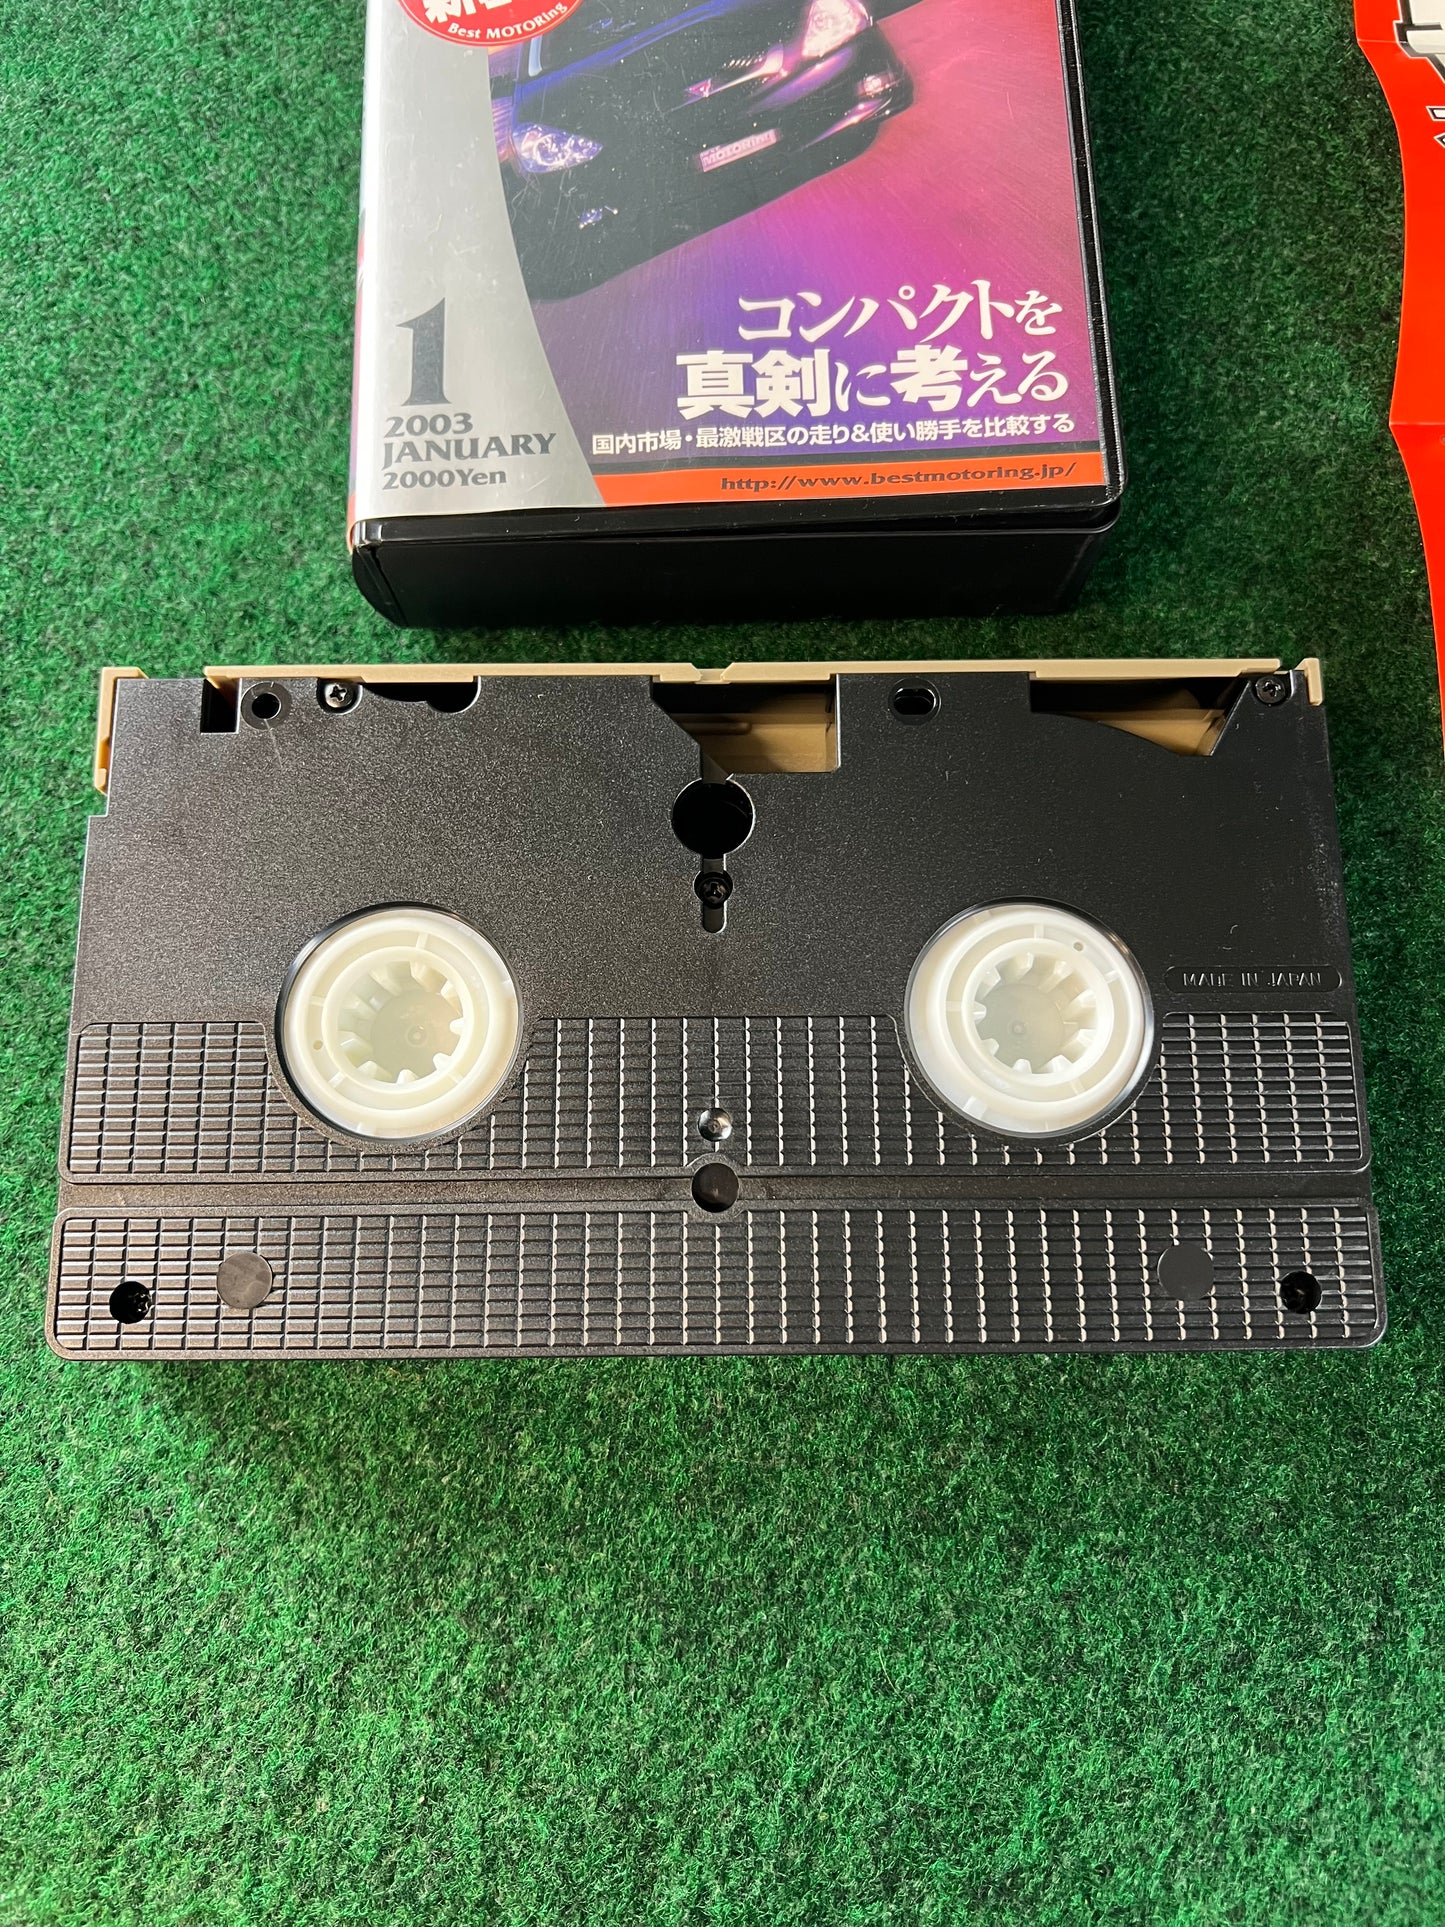 Best MOTORing
MOTORING
コンパクトを
真剣に考える
国内市場・最激戦区の走り&使い勝手を比較する
1
2003
JANUARY
2000Yen
http://www.bestmotoring.jp/
MADE IN JAPAN